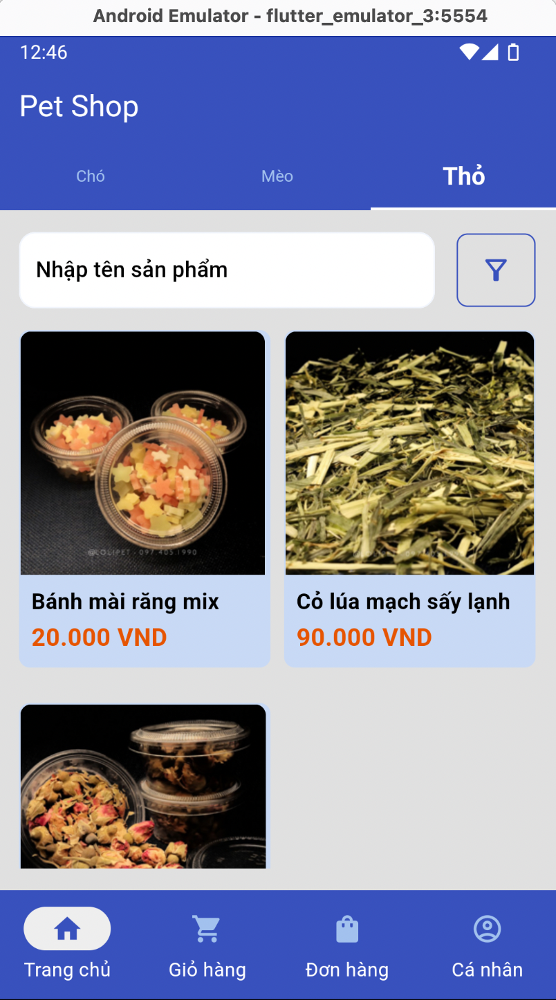 Android Emulator - flutter_emulator_3:5554
12:46
Pet Shop
Chó Mèo Thỏ
Nhập tên sản phẩm
@LOLIPET - 097.405.1990
Bánh mài răng mix
20.000 VND
Cỏ lúa mạch sấy lạnh
90.000 VND
Trang chủ Giỏ hàng Đơn hàng Cá nhân